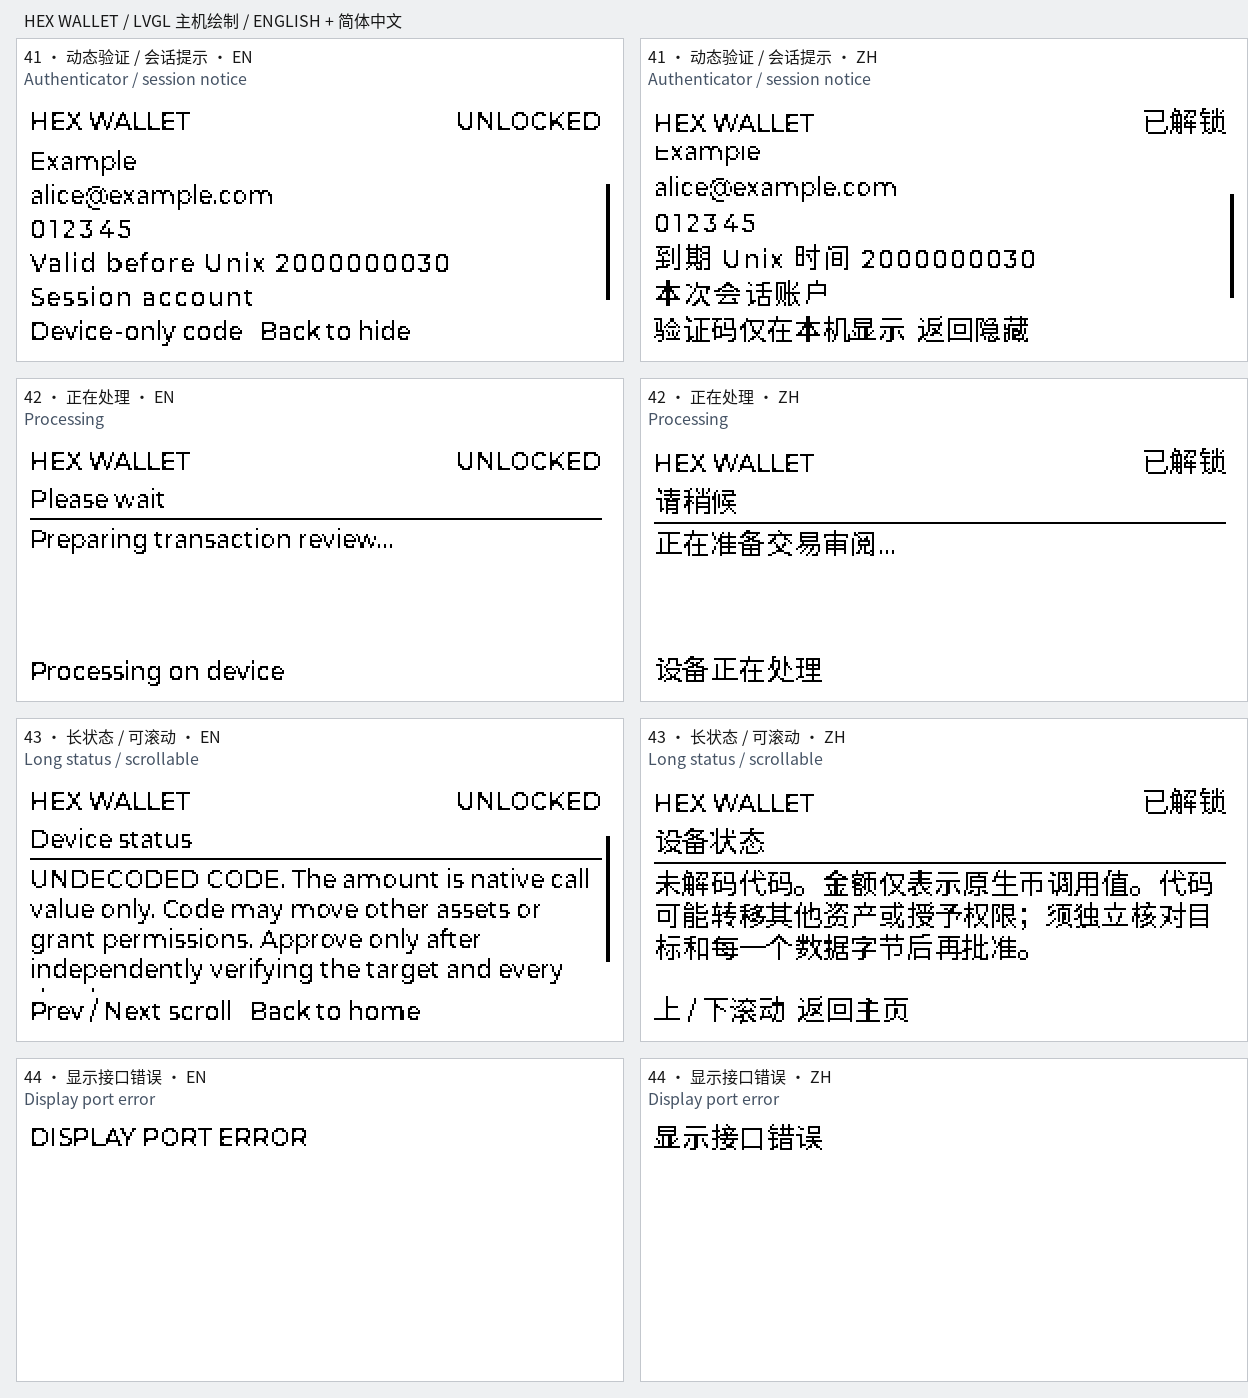 HEX WALLET / LVGL 主机绘制 / ENGLISH + 简体中文
41 · 动态验证 / 会话提示 · EN
Authenticator / session notice
HEX WALLET UNLOCKED
Example
alice@example.com
012345
Valid before Unix 2000000030
Session account
Device-only code Back to hide
41 · 动态验证 / 会话提示 · ZH
Authenticator / session notice
HEX WALLET 已解锁
Example
alice@example.com
012345
到期 Unix 时间 2000000030
本次会话账户
验证码仅在本机显示 返回隐藏
42 · 正在处理 · EN
Processing
HEX WALLET UNLOCKED
Please wait
Preparing transaction review...
Processing on device
42 · 正在处理 · ZH
Processing
HEX WALLET 已解锁
请稍候
正在准备交易审阅...
设备正在处理
43 · 长状态 / 可滚动 · EN
Long status / scrollable
HEX WALLET UNLOCKED
Device status
UNDECODED CODE. The amount is native call
value only. Code may move other assets or
grant permissions. Approve only after
independently verifying the target and every
Prev / Next scroll Back to home
43 · 长状态 / 可滚动 · ZH
Long status / scrollable
HEX WALLET 已解锁
设备状态
未解码代码。金额仅表示原生币调用值。代码
可能转移其他资产或授予权限；须独立核对目
标和每一个数据字节后再批准。
上 / 下滚动 返回主页
44 · 显示接口错误 · EN
Display port error
DISPLAY PORT ERROR
44 · 显示接口错误 · ZH
Display port error
显示接口错误